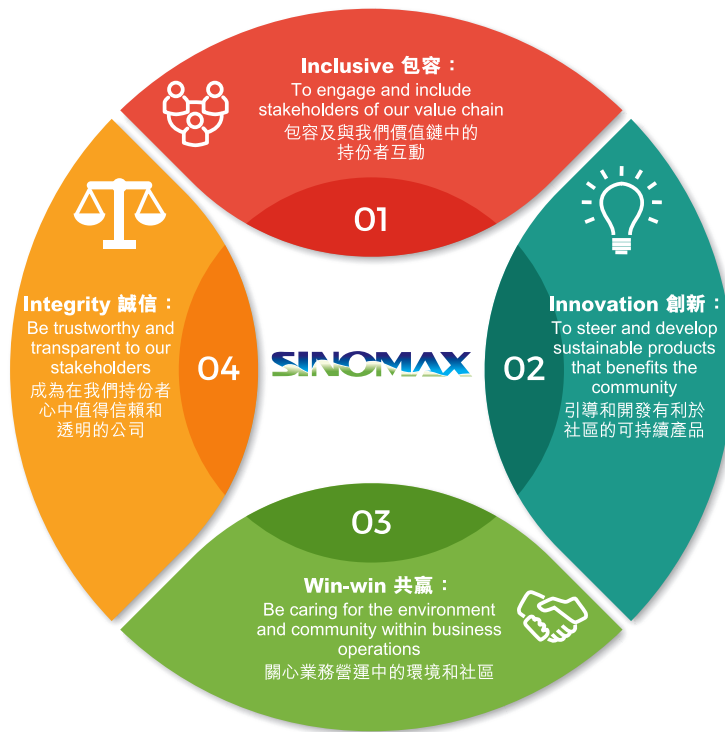 Inclusive 包容：
To engage and include
stakeholders of our value chain
包容及與我們價值鏈中的
持份者互動
01
Innovation 創新：
To steer and develop
sustainable products
that benefits the
community
引導和開發有利於
社區的可持續產品
02
Win-win 共贏：
Be caring for the environment
and community within business
operations
關心業務營運中的環境和社區
03
Integrity 誠信：
Be trustworthy and
transparent to our
stakeholders
成為在我們持份者
心中值得信賴和
透明的公司
04
SINOMAX